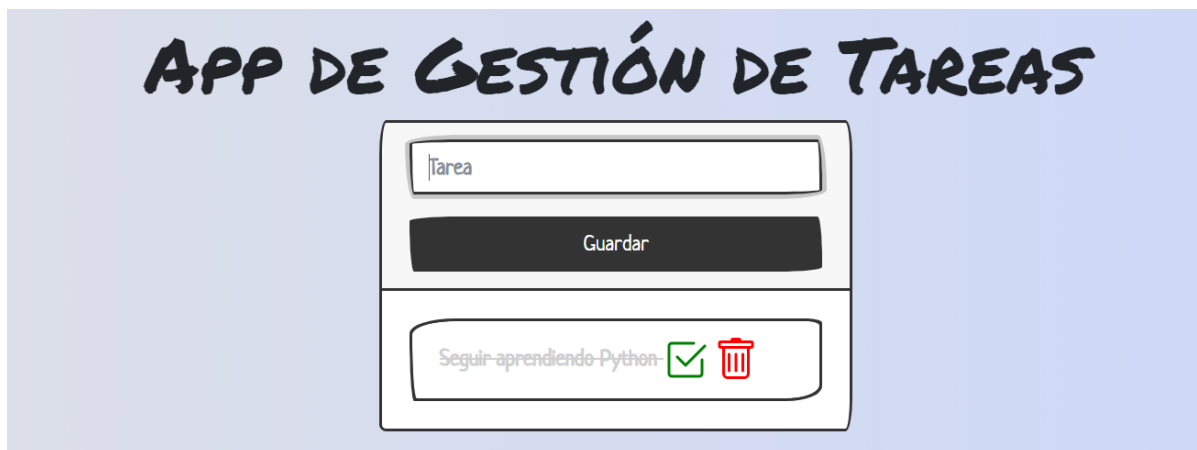 App de Gestión de Tareas
Tarea
Guardar
Seguir aprendiendo Python